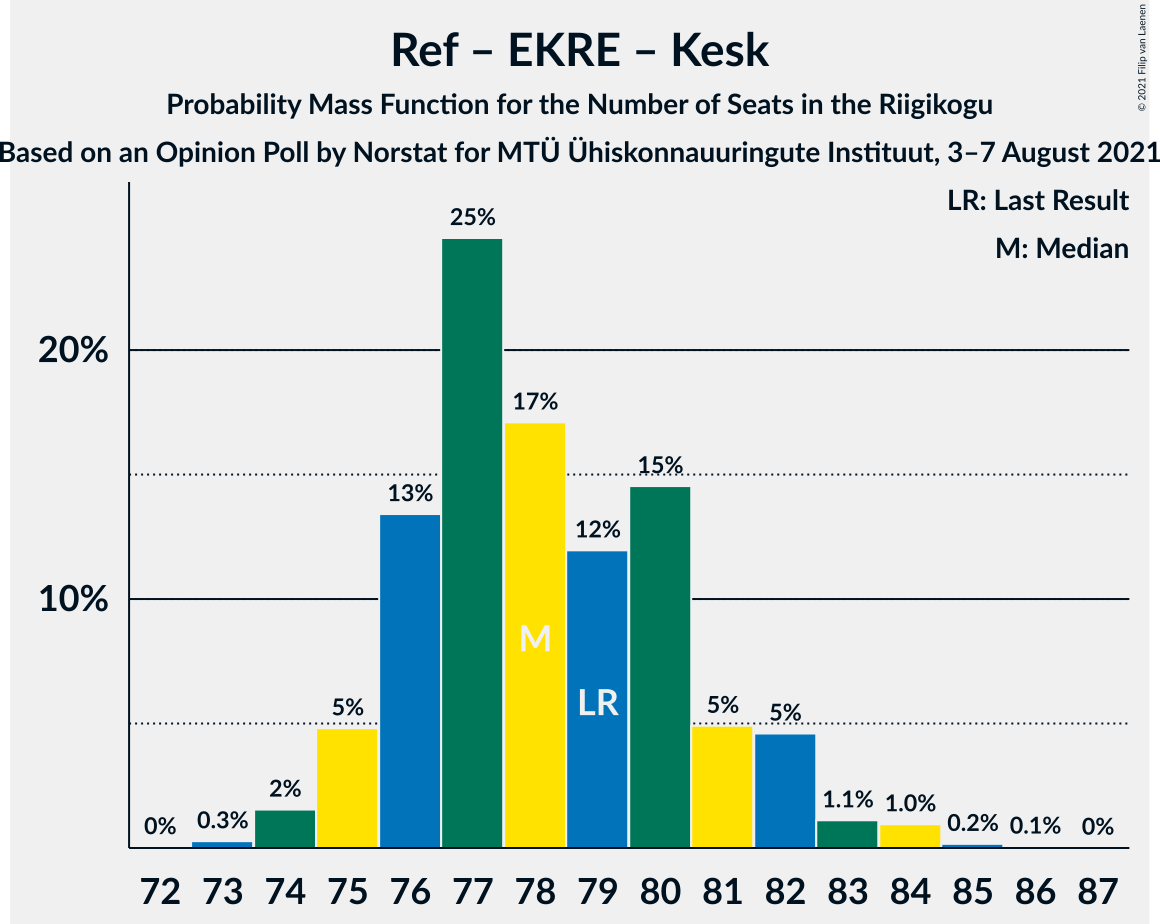 Ref – EKRE – Kesk
Probability Mass Function for the Number of Seats in the Riigikogu
Based on an Opinion Poll by Norstat for MTÜ Ühiskonnauuringute Instituut, 3–7 August 2021
© 2021 Filip van Laenen
LR: Last Result
M: Median
25%
20%
17%
15%
13%
12%
10%
M
LR
5%
5%
5%
2%
1.1%
1.0%
0%
0.3%
0.2%
0.1%
0%
72 73 74 75 76 77 78 79 80 81 82 83 84 85 86 87